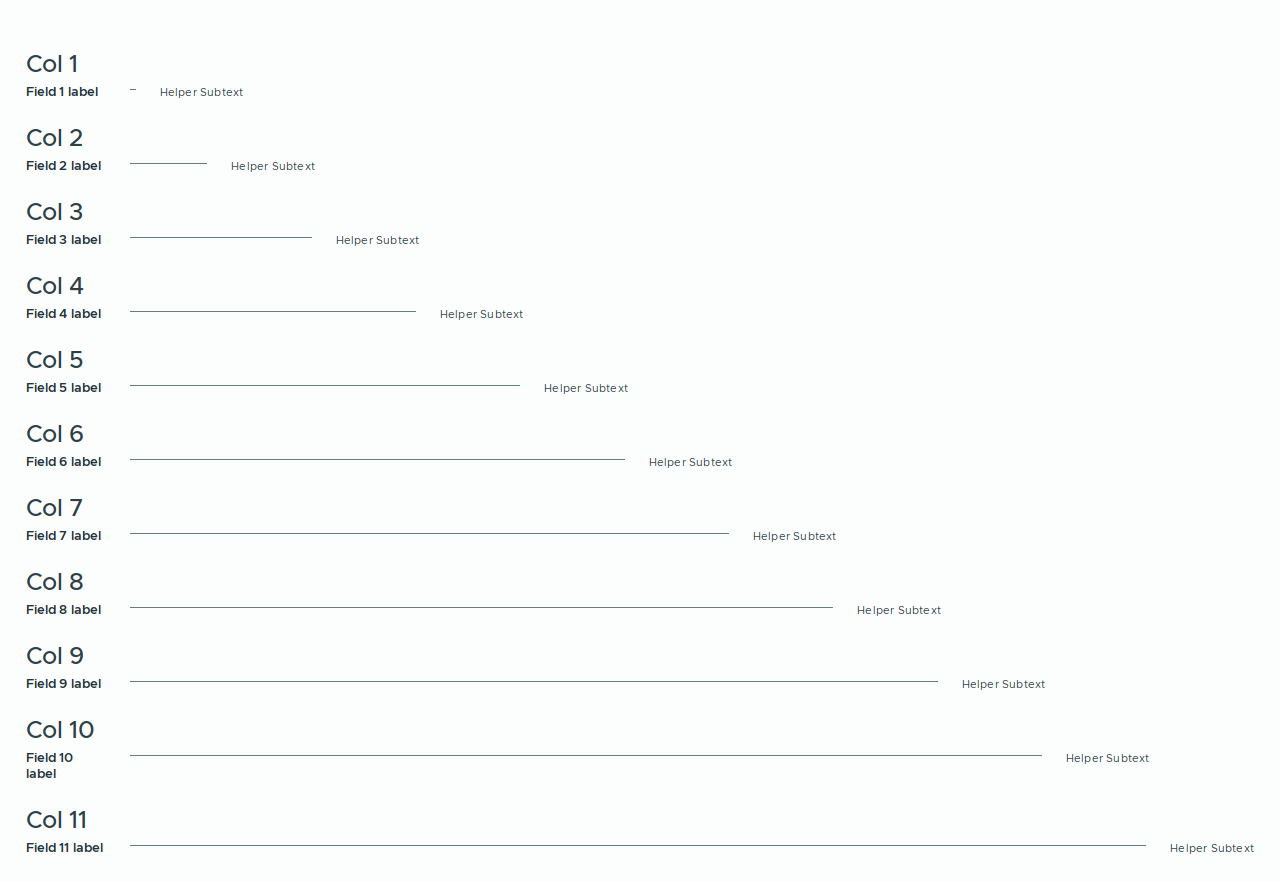 Col 1
Field 1 label Helper Subtext
Col 2
Field 2 label Helper Subtext
Col 3
Field 3 label Helper Subtext
Col 4
Field 4 label Helper Subtext
Col 5
Field 5 label Helper Subtext
Col 6
Field 6 label Helper Subtext
Col 7
Field 7 label Helper Subtext
Col 8
Field 8 label Helper Subtext
Col 9
Field 9 label Helper Subtext
Col 10
Field 10 Helper Subtext
label
Col 11
Field 11 label Helper Subtext